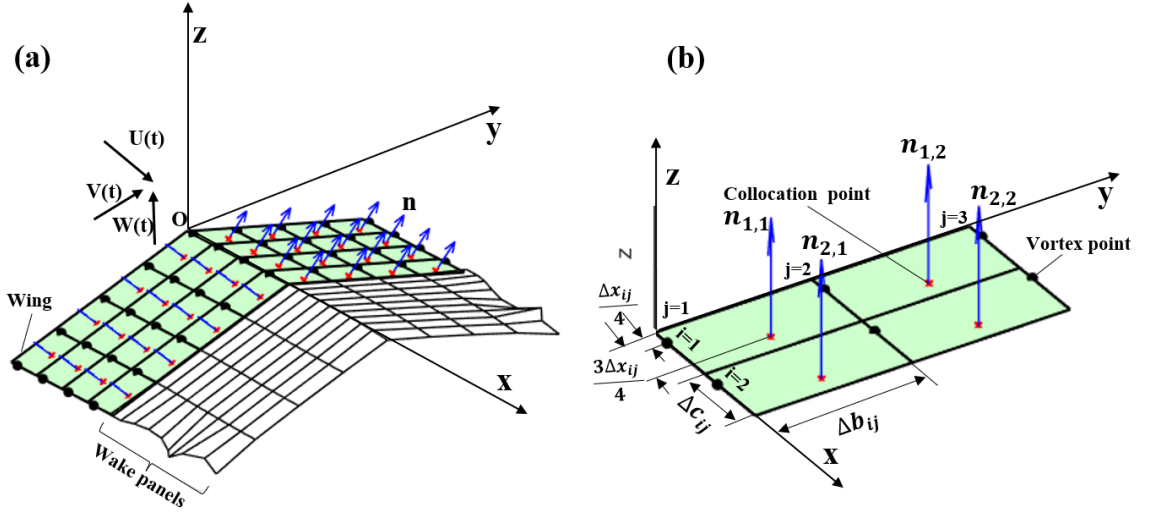 (a)
z
y
U(t)
V(t)
W(t)
O
n
Wing
x
Wake panels
(b)
z
n₁,₂
y
Collocation point
n₂,₂
n₁,₁
j=3
n₂,₁
Vortex point
z
j=2
Δxᵢⱼ
4
j=1
i=1
3Δxᵢⱼ
4
i=2
Δcᵢⱼ
Δbᵢⱼ
x